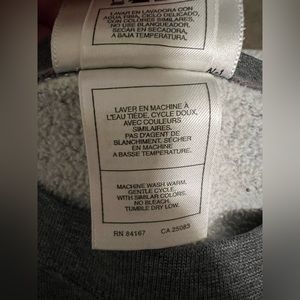 LAVAR EN LAVADORA CON
AGUA TIBIA, CICLO DELICADO,
CON COLORES SIMILARES,
NO USE BLANQUEADOR,
SECAR EN SECADORA
A BAJA TEMPERATURA.
LAVER EN MACHINE À
L'EAU TIÈDE, CYCLE DOUX,
AVEC COULEURS
SIMILAIRES.
PAS D'AGENT DE
BLANCHIMENT. SÉCHER
EN MACHINE
A BASSE TEMPÉRATURE.
MACHINE WASH WARM,
GENTLE CYCLE,
WITH SIMILAR COLORS.
NO BLEACH.
TUMBLE DRY LOW.
RN 84167 CA 25083